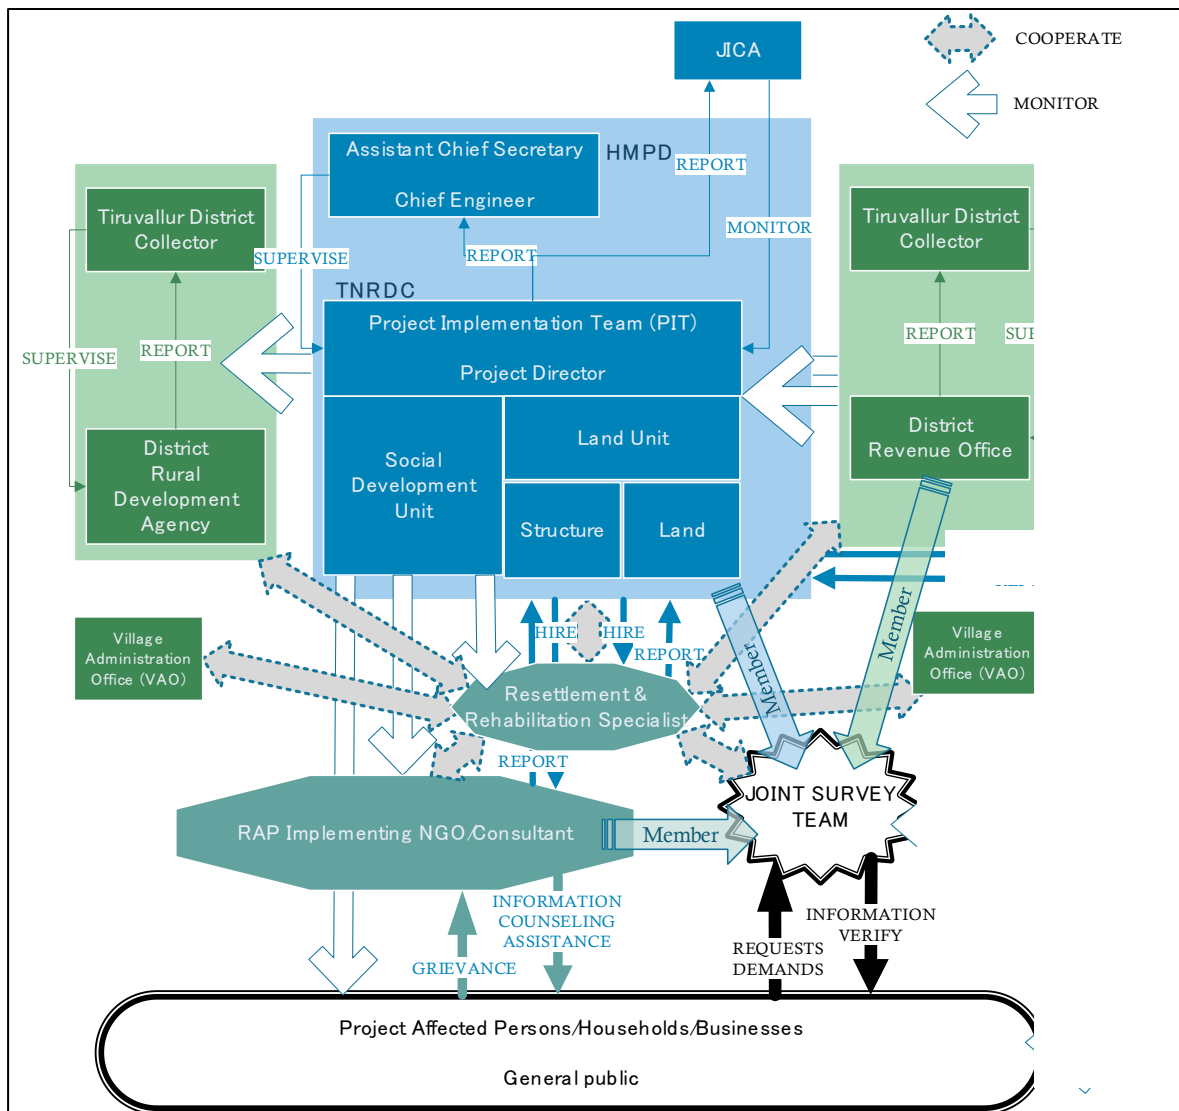 COOPERATE
JICA
MONITOR
HMPD
Assistant Chief Secretary
Chief Engineer
REPORT
Tiruvallur District
Collector
Tiruvallur District
Collector
MONITOR
REPORT
SUPERVISE
TNRDC
Project Implementation Team (PIT)
Project Director
REPORT
SUPERVISE
REPORT
Land Unit
Social
Development
Unit
Structure
Land
District
Rural
Development
Agency
District
Revenue Office
Member
Member
HIRE
HIRE
REPORT
Village
Administration
Office (VAO)
Village
Administration
Office (VAO)
Resettlement &
Rehabilitation Specialist
REPORT
JOINT SURVEY
TEAM
RAP Implementing NGO/Consultant
Member
INFORMATION
COUNSELING
ASSISTANCE
GRIEVANCE
REQUESTS
DEMANDS
INFORMATION
VERIFY
Project Affected Persons/Households/Businesses
General public